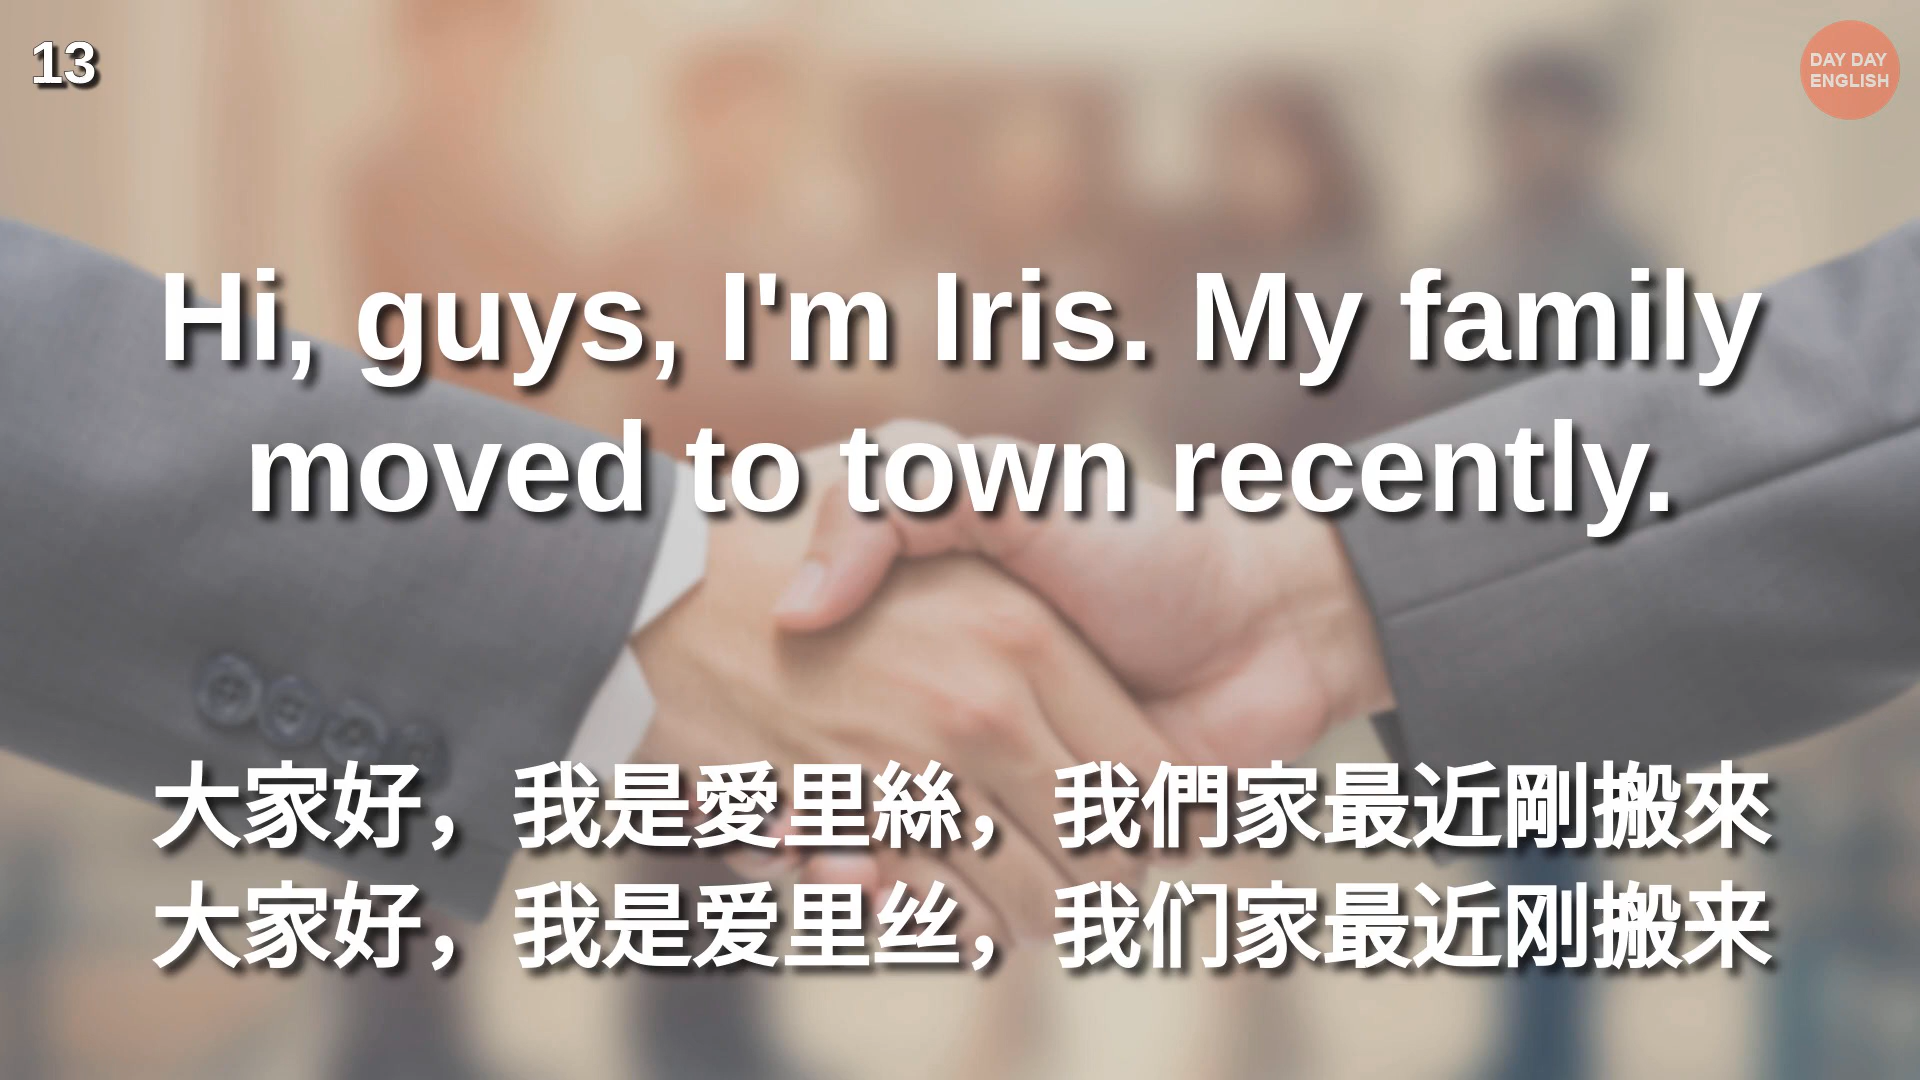 13
DAY DAY
ENGLISH
Hi, guys, I'm Iris. My family
moved to town recently.
大家好，我是愛里絲，我們家最近剛搬來
大家好，我是爱里丝，我们家最近刚搬来